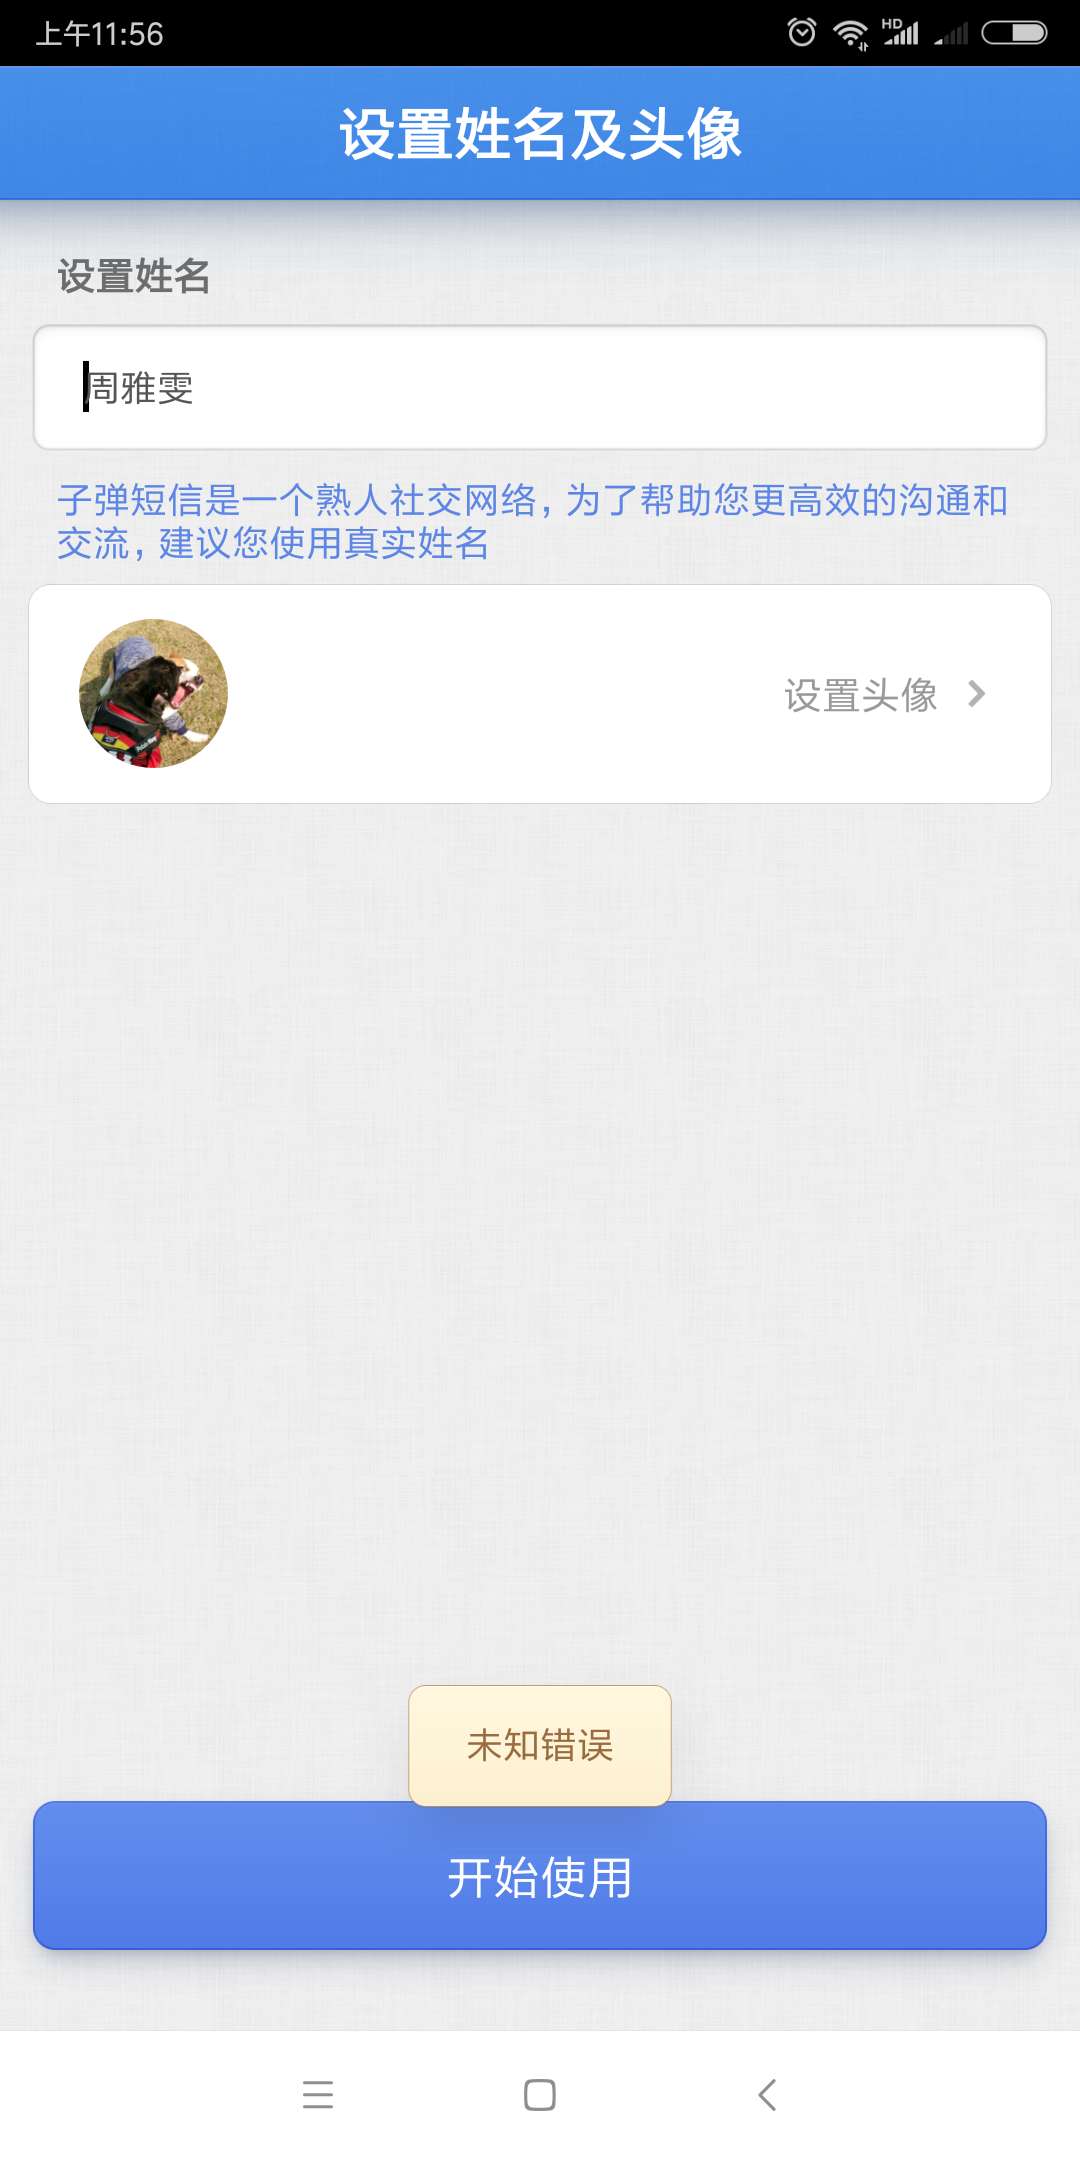 上午11:56
HD
设置姓名及头像
设置姓名
周雅雯
子弹短信是一个熟人社交网络，为了帮助您更高效的沟通和
交流，建议您使用真实姓名
设置头像
未知错误
开始使用